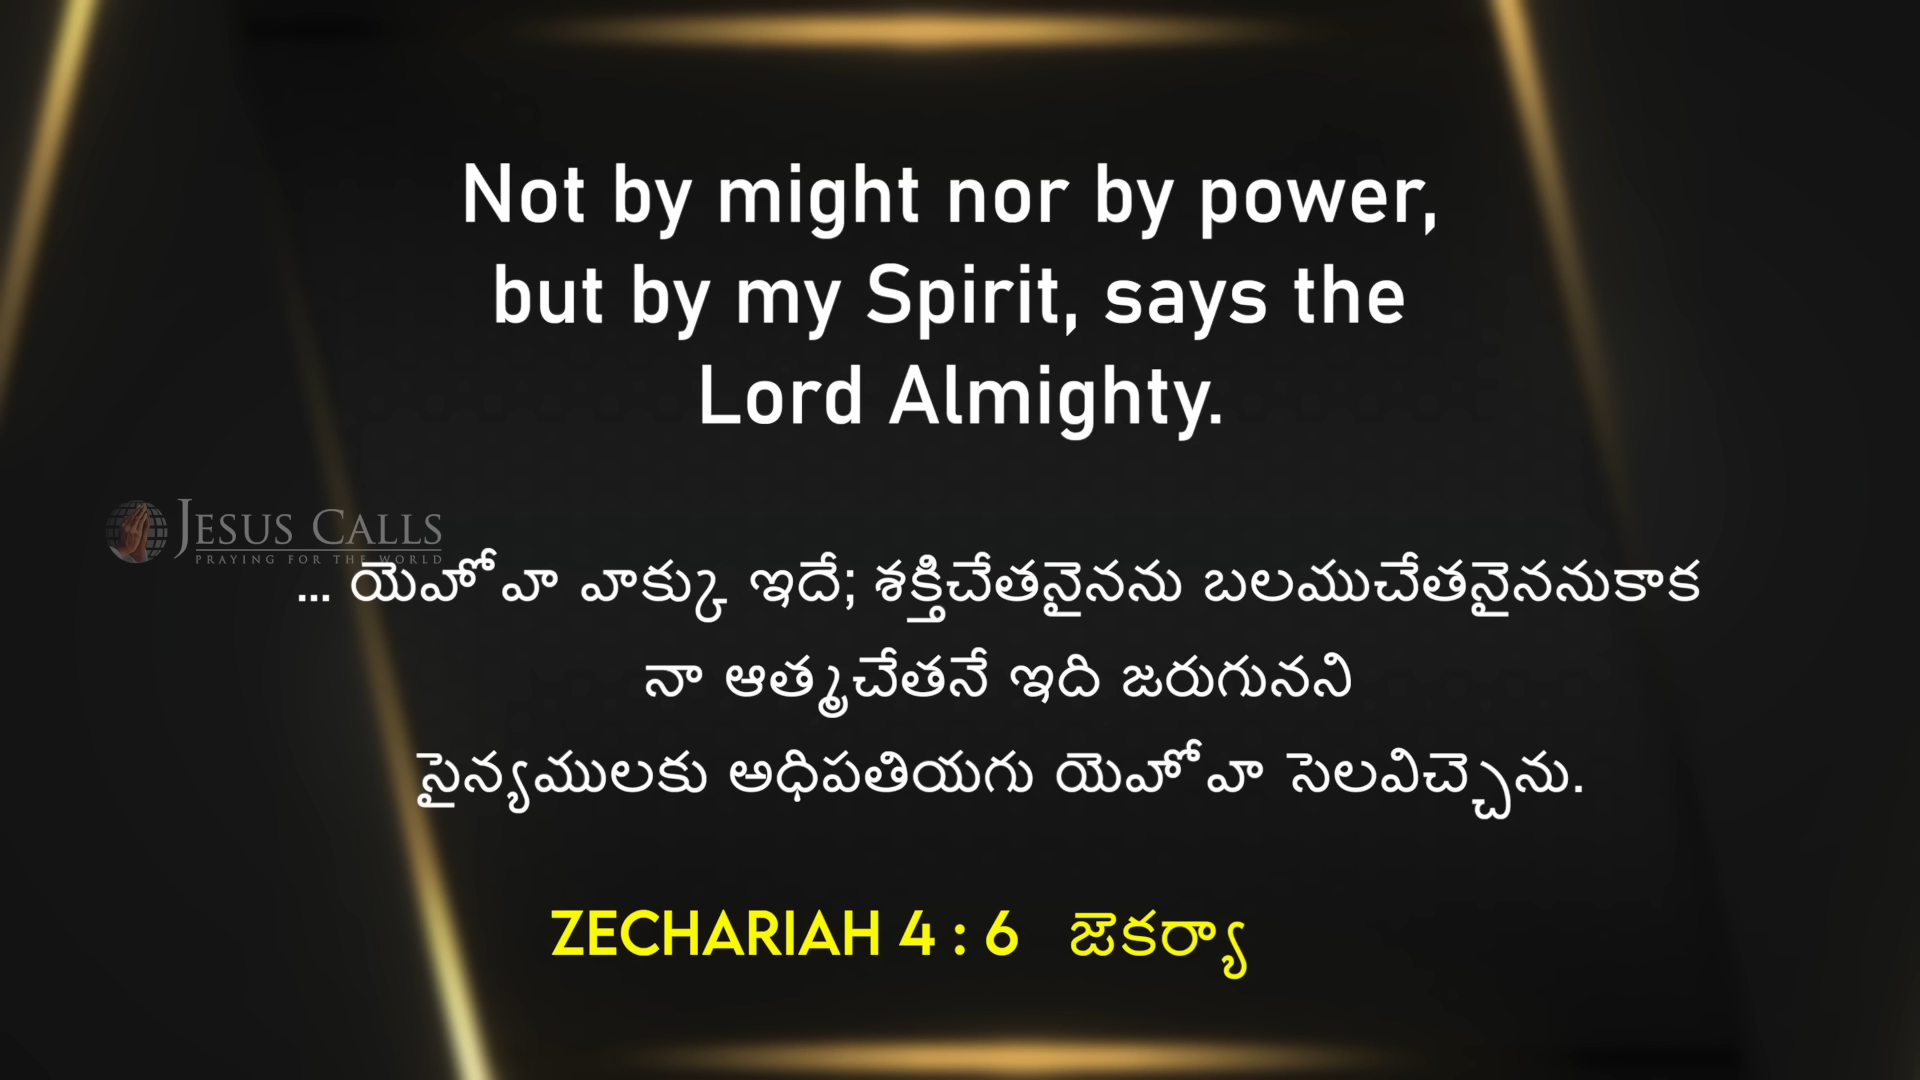 Not by might nor by power,
but by my Spirit, says the
Lord Almighty.
JESUS CALLS
PRAYING FOR THE WORLD
... యెహోవా వాక్కు ఇదే; శక్తిచేతనైనను బలముచేతనైననుకాక
నా ఆత్మచేతనే ఇది జరుగునని
సైన్యములకు అధిపతియగు యెహోవా సెలవిచ్చెను.
ZECHARIAH 4 : 6 జెకర్యా